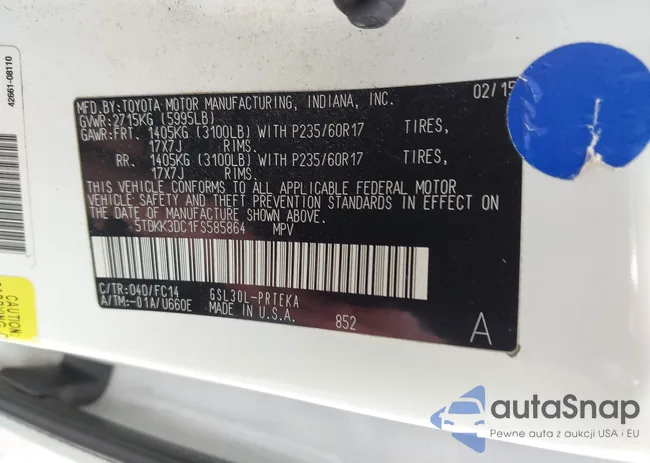 42661-08110
MFD.BY:TOYOTA MOTOR MANUFACTURING, INDIANA, INC. 02/15
GVWR:2715KG (5995LB)
GAWR:FRT. 1405KG (3100LB) WITH P235/60R17 TIRES,
17X7J RIMS.
RR. 1405KG (3100LB) WITH P235/60R17 TIRES,
17X7J RIMS.
THIS VEHICLE CONFORMS TO ALL APPLICABLE FEDERAL MOTOR
VEHICLE SAFETY AND THEFT PREVENTION STANDARDS IN EFFECT ON
THE DATE OF MANUFACTURE SHOWN ABOVE.
5TDKK3DC1FS585864 MPV
C/TR:040/FC14 GSL30L-PRTEKA
A/TM:-01A/U660E MADE IN U.S.A. 852 A
CAUTION
autaSnap
Pewne auta z aukcji USA i EU